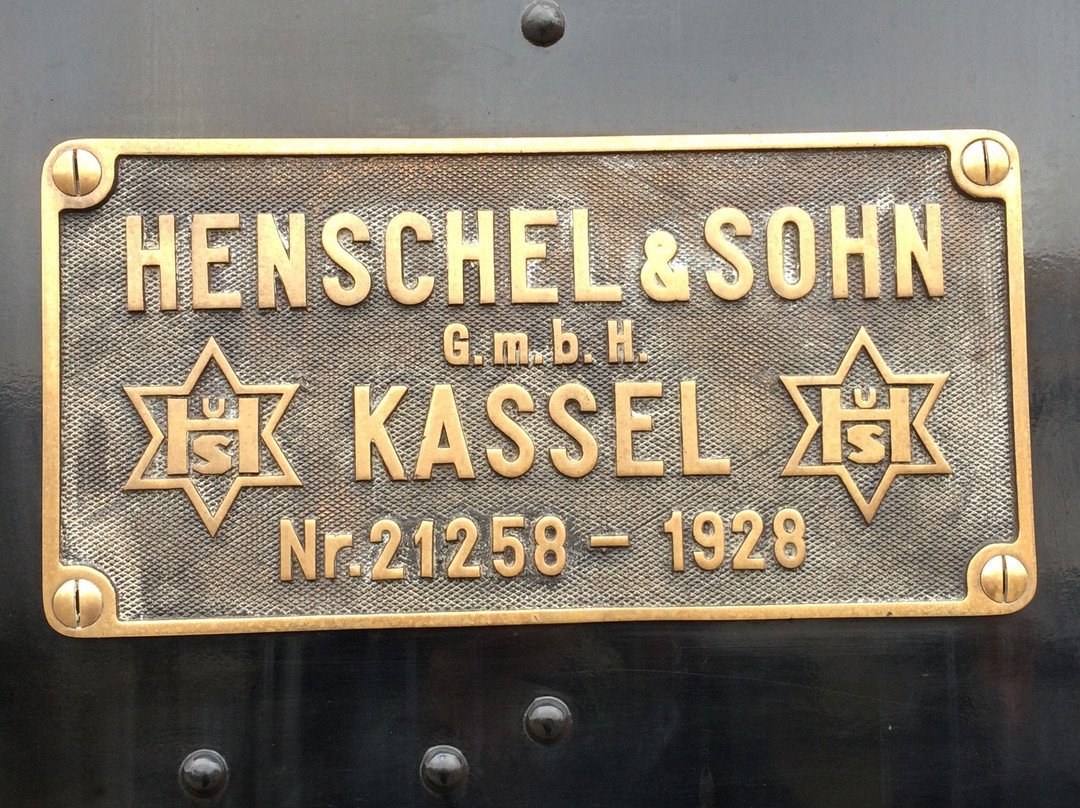 HENSCHEL & SOHN
G.m.b.H.
KASSEL
H u S
H u S
Nr. 21258 – 1928